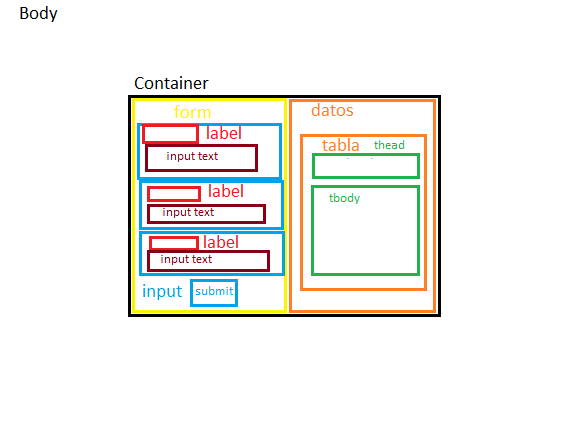 Body
Container
form
label
input text
label
input text
label
input text
input submit
datos
tabla thead
tbody